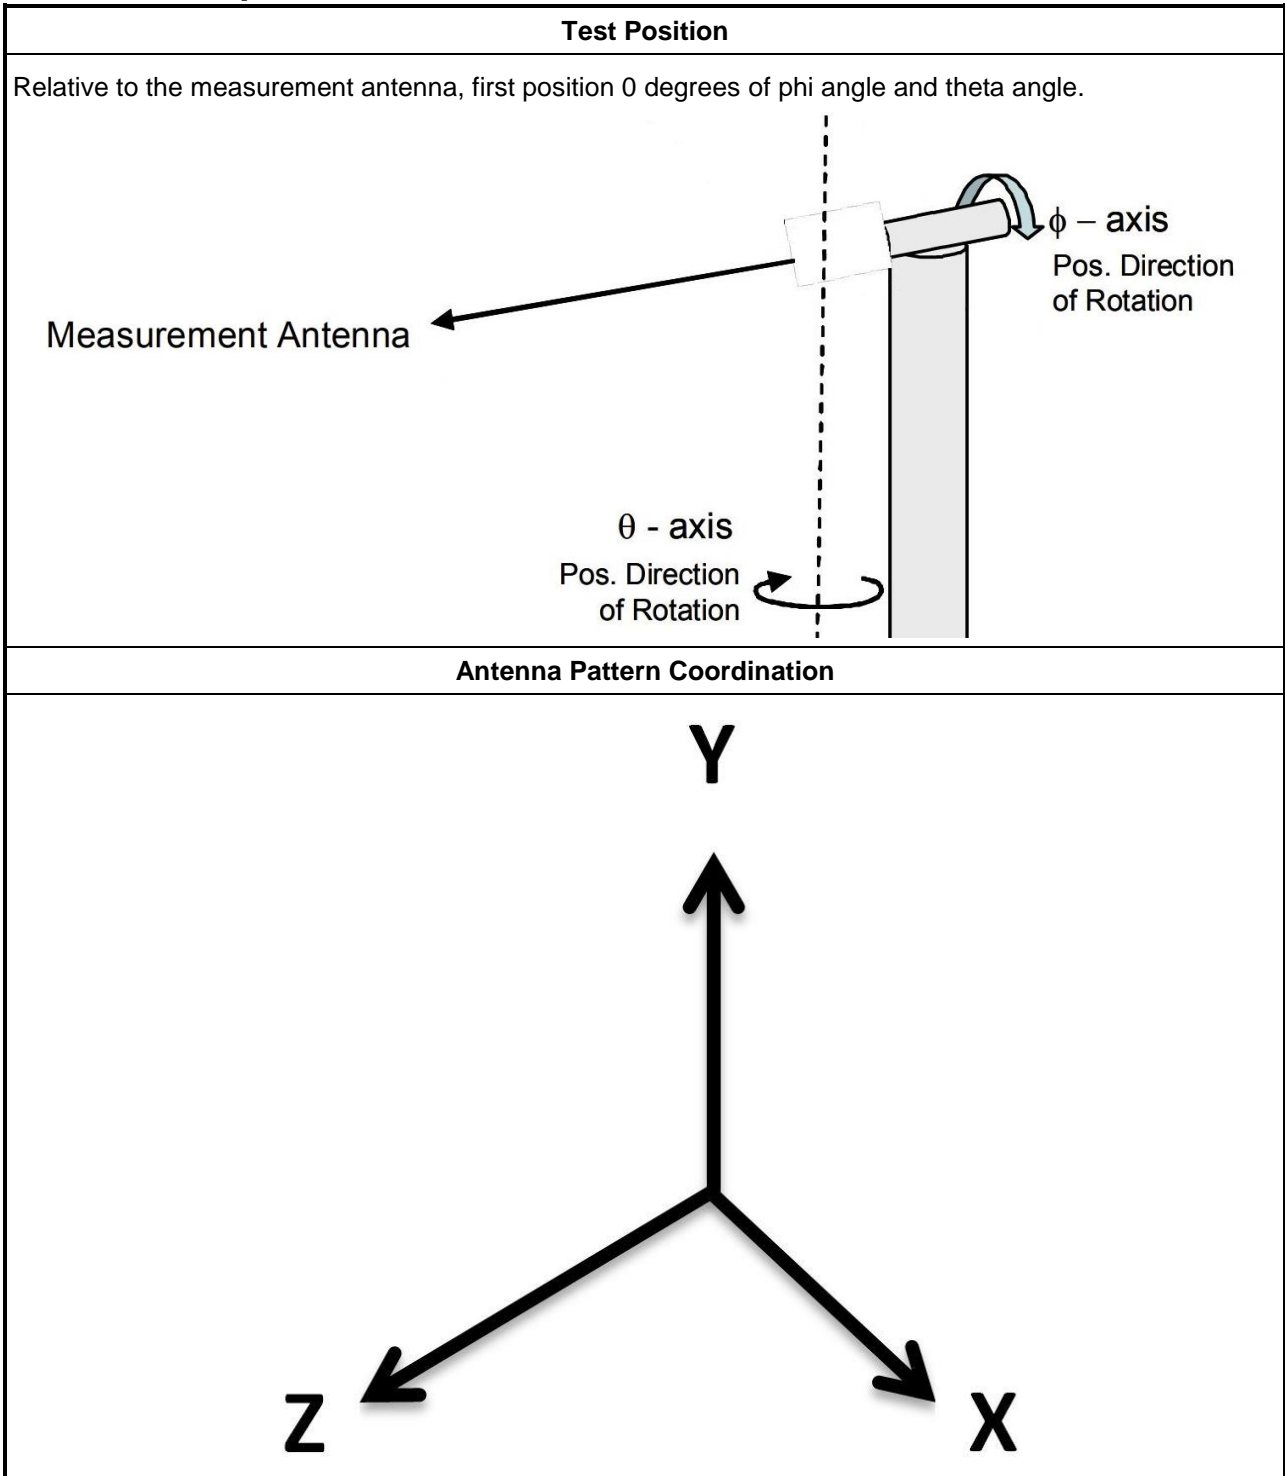 Test Position
Relative to the measurement antenna, first position 0 degrees of phi angle and theta angle.
ϕ – axis
Pos. Direction
of Rotation
Measurement Antenna
θ - axis
Pos. Direction
of Rotation
Antenna Pattern Coordination
Y
Z
X